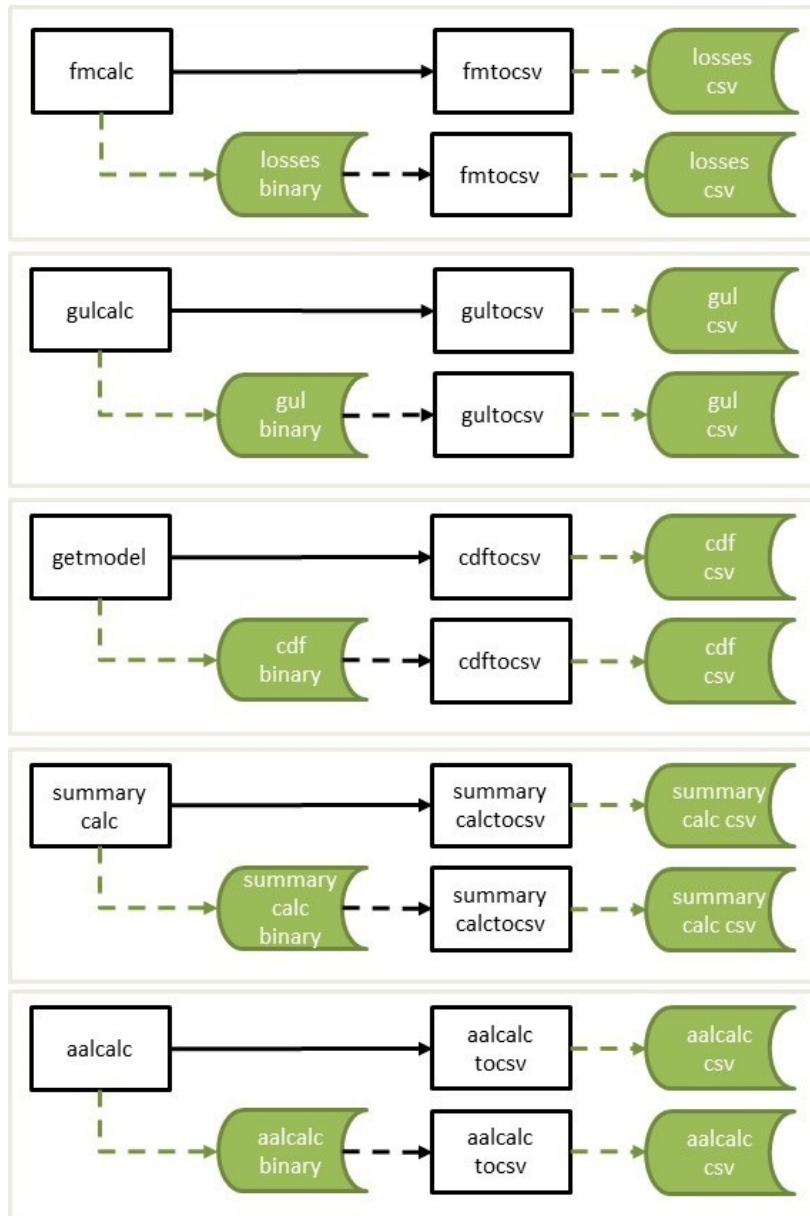 fmcalc
fmtocsv
losses
csv
losses
binary
fmtocsv
losses
csv
gulcalc
gultocsv
gul
csv
gul
binary
gultocsv
gul
csv
getmodel
cdftocsv
cdf
csv
cdf
binary
cdftocsv
cdf
csv
summary
calc
summary
calctocsv
summary
calc csv
summary
calc
binary
summary
calctocsv
summary
calc csv
aalcalc
aalcalc
tocsv
aalcalc
csv
aalcalc
binary
aalcalc
tocsv
aalcalc
csv